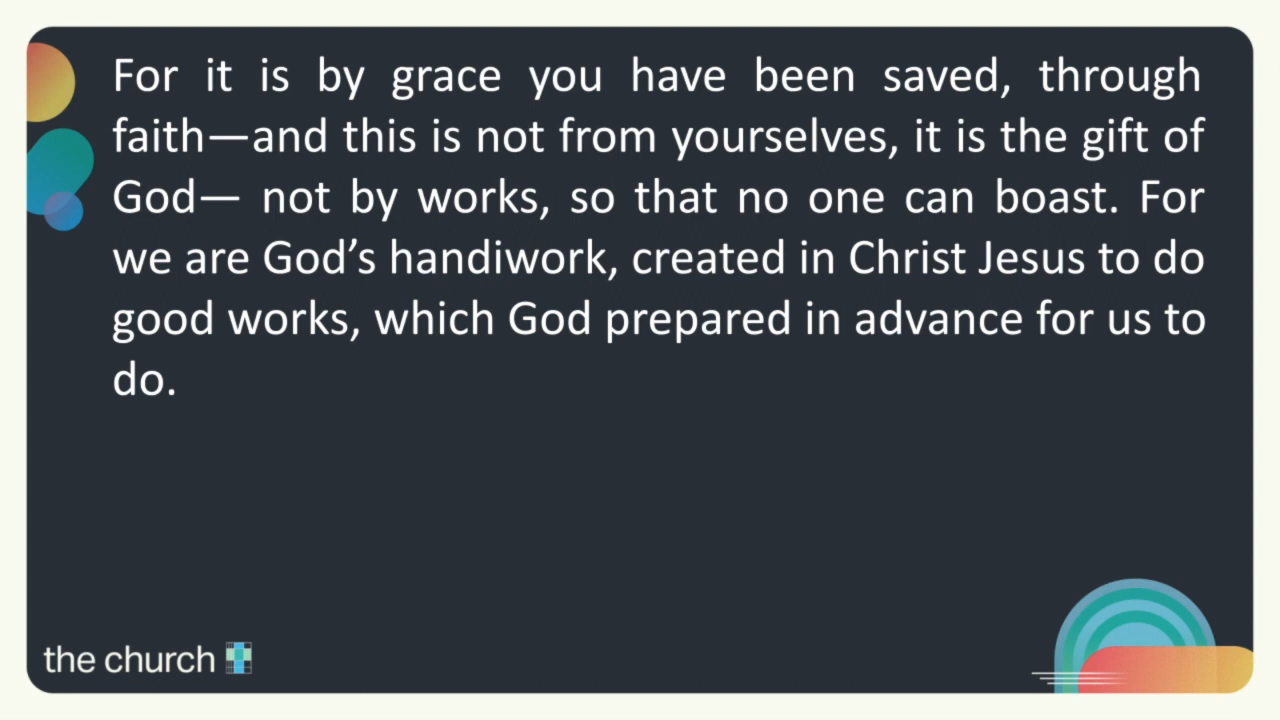 For it is by grace you have been saved, through
faith—and this is not from yourselves, it is the gift of
God— not by works, so that no one can boast. For
we are God’s handiwork, created in Christ Jesus to do
good works, which God prepared in advance for us to
do.
the church